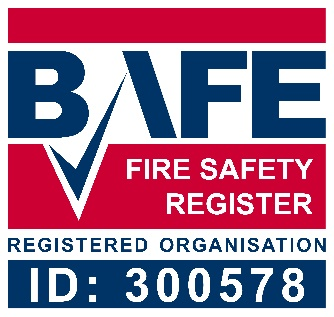 BAFE
FIRE SAFETY
REGISTER
REGISTERED ORGANISATION
ID: 300578